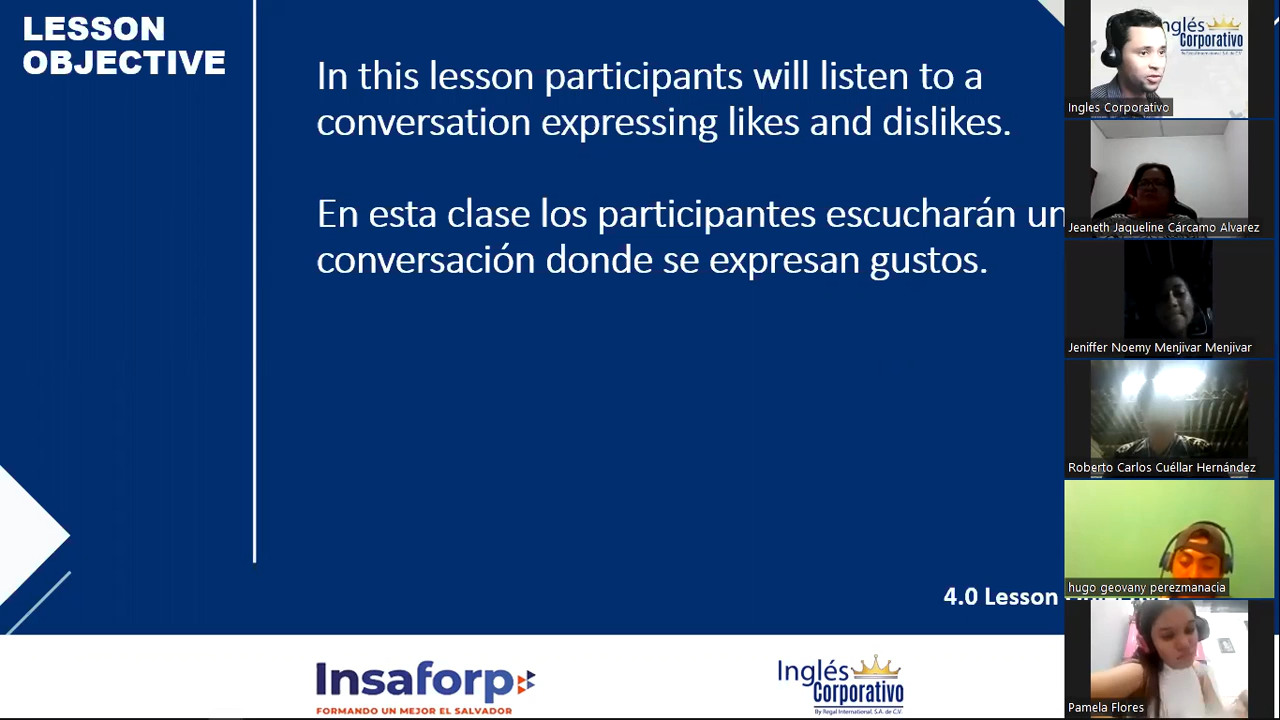 LESSON
OBJECTIVE
In this lesson participants will listen to a
conversation expressing likes and dislikes.
En esta clase los participantes escucharán un
conversación donde se expresan gustos.
4.0 Lesson
Insaforp
FORMANDO UN MEJOR EL SALVADOR
Inglés
Corporativo
By Regal International, S.A. de C.V.
nglés
Corporativo
Ingles Corporativo
Jeaneth Jaqueline Cárcamo Alvarez
Jeniffer Noemy Menjivar Menjivar
Roberto Carlos Cuéllar Hernández
hugo geovany perezmanacia
Pamela Flores